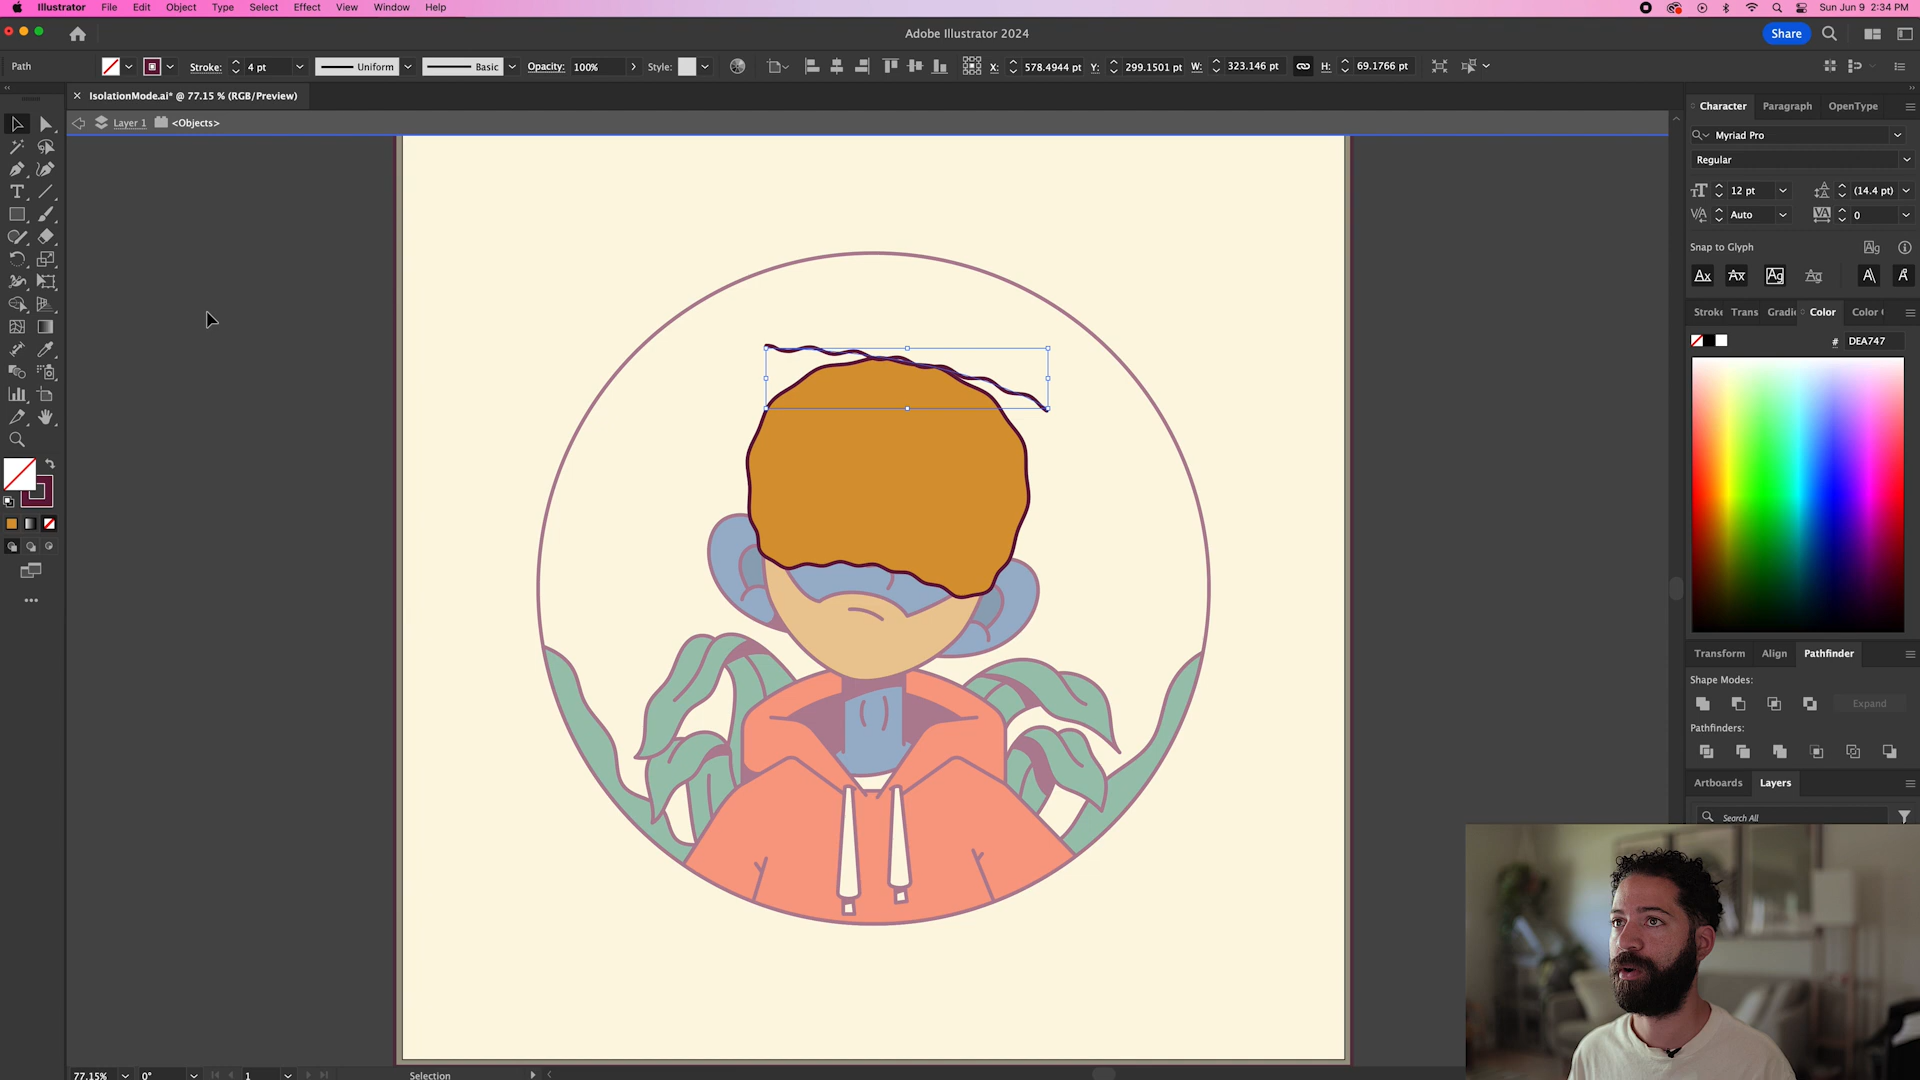 Illustrator File Edit Object Type Select Effect View Window Help Sun Jun 9 2:34 PM
Adobe Illustrator 2024 Share
Path Stroke: 4 pt Uniform Basic Opacity: 100% Style: X: 578.4944 pt Y: 299.1501 pt W: 323.146 pt H: 69.1766 pt
IsolationMode.ai* @ 77.15 % (RGB/Preview)
Layer 1 <Objects>
Character Paragraph OpenType
Myriad Pro
Regular
12 pt (14.4 pt)
Auto 0
Snap to Glyph
Stroke Trans Gradi Color Color
# DEA747
Transform Align Pathfinder
Shape Modes:
Expand
Pathfinders:
Artboards Layers
Search All
77.15% 0° 1 Selection